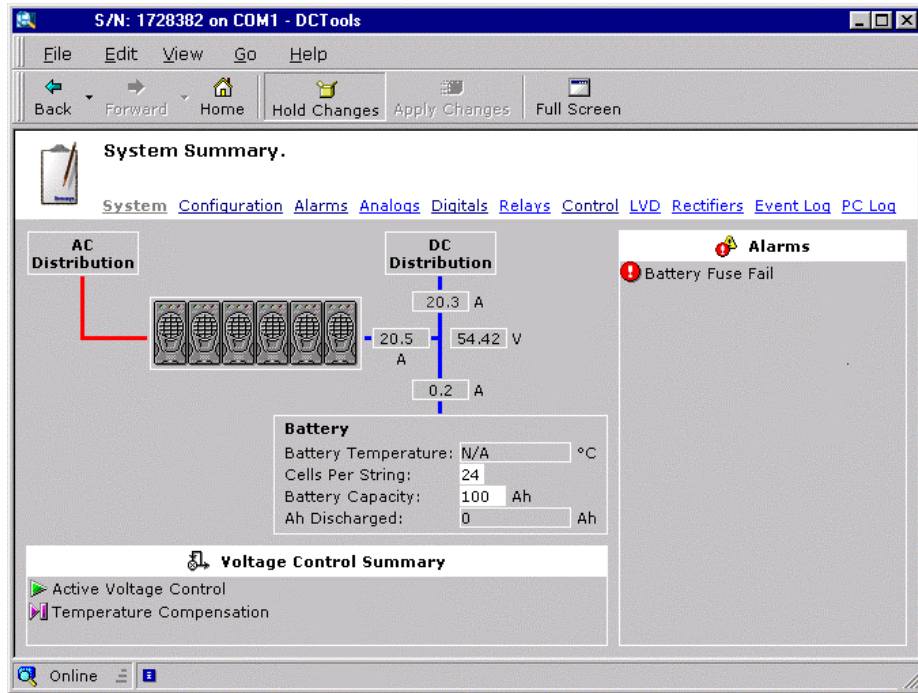 S/N: 1728382 on COM1 - DCTools
File Edit View Go Help
Back Forward Home Hold Changes Apply Changes Full Screen
System Summary.
System Configuration Alarms Analogs Digitals Relays Control LVD Rectifiers Event Log PC Log
AC
Distribution
DC
Distribution
20.3 A
20.5
A
54.42 V
0.2 A
Battery
Battery Temperature: N/A °C
Cells Per String: 24
Battery Capacity: 100 Ah
Ah Discharged: 0 Ah
Voltage Control Summary
Active Voltage Control
Temperature Compensation
Alarms
Battery Fuse Fail
Online